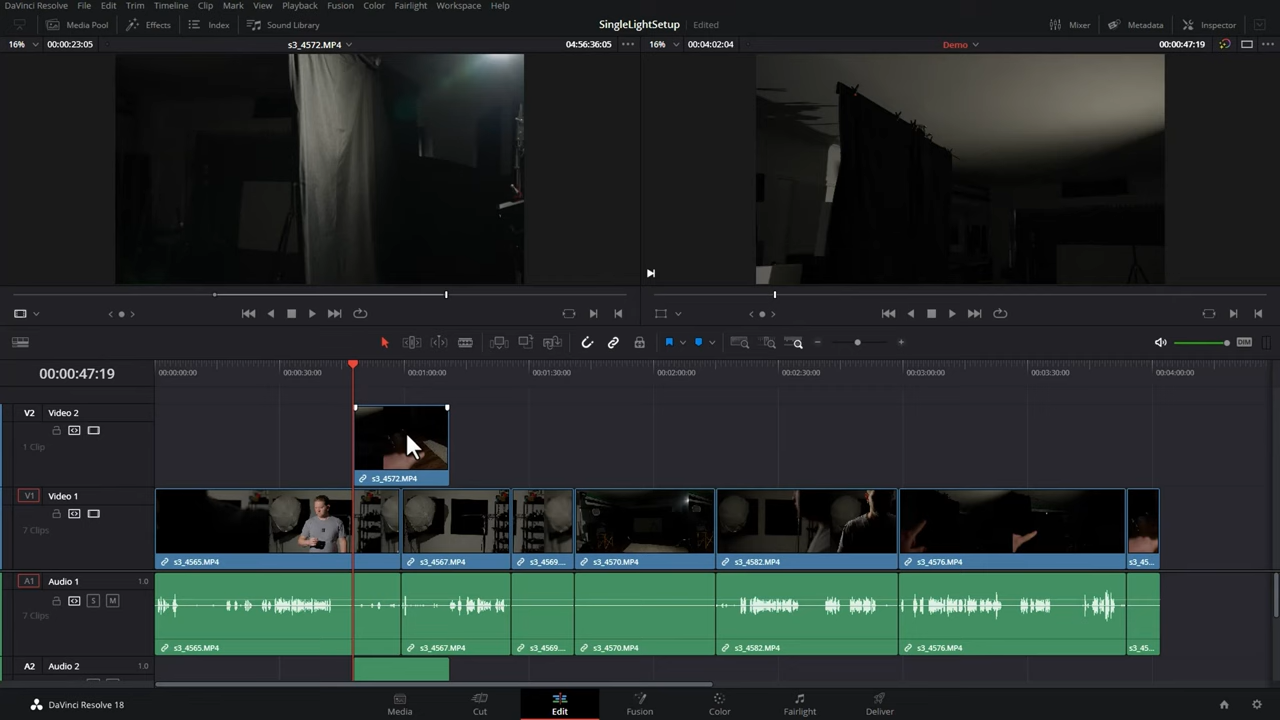 DaVinci Resolve File Edit Trim Timeline Clip Mark View Playback Fusion Color Fairlight Workspace Help
Media Pool Effects Index Sound Library SingleLightSetup Edited Mixer Metadata Inspector
16% 00:00:23:05 s3_4572.MP4 04:56:36:05 16% 00:04:02:04 Demo 00:00:47:19
DIM
00:00:47:19 00:00:00:00 00:00:30:00 00:01:00:00 00:01:30:00 00:02:00:00 00:02:30:00 00:03:00:00 00:03:30:00 00:04:00:00
V2 Video 2
1 Clip
s3_4572.MP4
V1 Video 1
7 Clips
s3_4565.MP4 s3_4567.MP4 s3_4569.... s3_4570.MP4 s3_4582.MP4 s3_4576.MP4 s3_45...
A1 Audio 1 1.0
S M
7 Clips
s3_4565.MP4 s3_4567.MP4 s3_4569.... s3_4570.MP4 s3_4582.MP4 s3_4576.MP4 s3_45...
A2 Audio 2 1.0
DaVinci Resolve 18 Media Cut Edit Fusion Color Fairlight Deliver